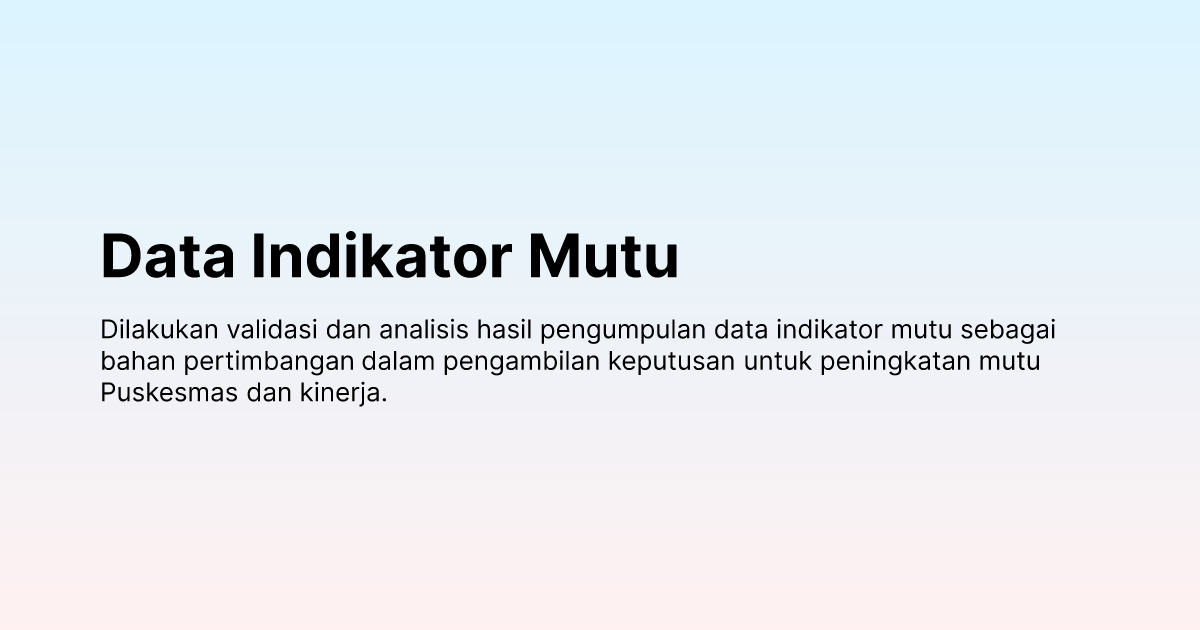 Data Indikator Mutu
Dilakukan validasi dan analisis hasil pengumpulan data indikator mutu sebagai
bahan pertimbangan dalam pengambilan keputusan untuk peningkatan mutu
Puskesmas dan kinerja.